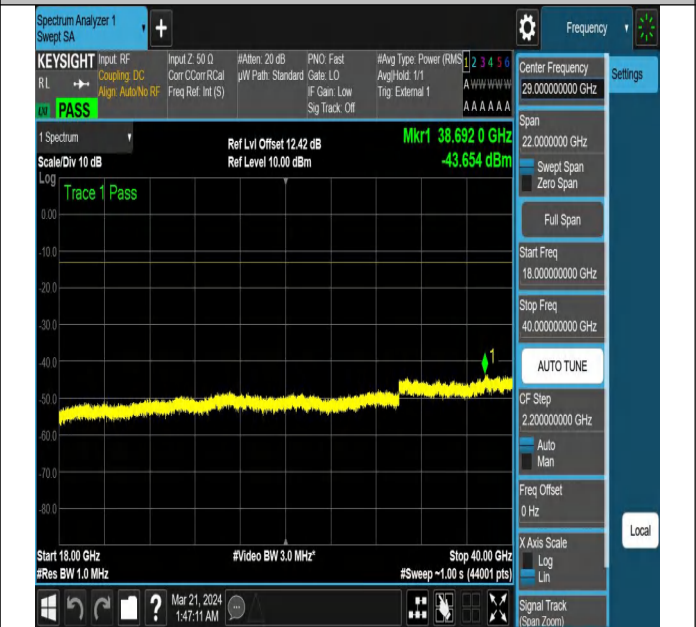 Spectrum Analyzer 1
Swept SA
+
Frequency
KEYSIGHT
RL
PASS
Input: RF
Coupling: DC
Align: Auto/No RF
Input Z: 50 Ω
Corr CCorr RCal
Freq Ref: Int (S)
#Atten: 20 dB
µW Path: Standard
PNO: Fast
Gate: LO
IF Gain: Low
Sig Track: Off
#Avg Type: Power (RMS
Avg|Hold: 1/1
Trig: External 1
1 2 3 4 5 6
A W W W W W
A A A A A A
1 Spectrum
Scale/Div 10 dB
Log
Ref Lvl Offset 12.42 dB
Ref Level 10.00 dBm
Mkr1 38.692 0 GHz
-43.654 dBm
Trace 1 Pass
0.00
-10.0
-20.0
-30.0
-40.0
-50.0
-60.0
-70.0
-80.0
1
Start 18.00 GHz
#Res BW 1.0 MHz
#Video BW 3.0 MHz*
Stop 40.00 GHz
#Sweep ~1.00 s (44001 pts)
?
Mar 21, 2024
1:47:11 AM
Center Frequency
29.000000000 GHz
Span
22.0000000 GHz
Swept Span
Zero Span
Full Span
Start Freq
18.000000000 GHz
Stop Freq
40.000000000 GHz
AUTO TUNE
CF Step
2.200000000 GHz
Auto
Man
Freq Offset
0 Hz
X Axis Scale
Log
Lin
Signal Track
(Span Zoom)
Settings
Local